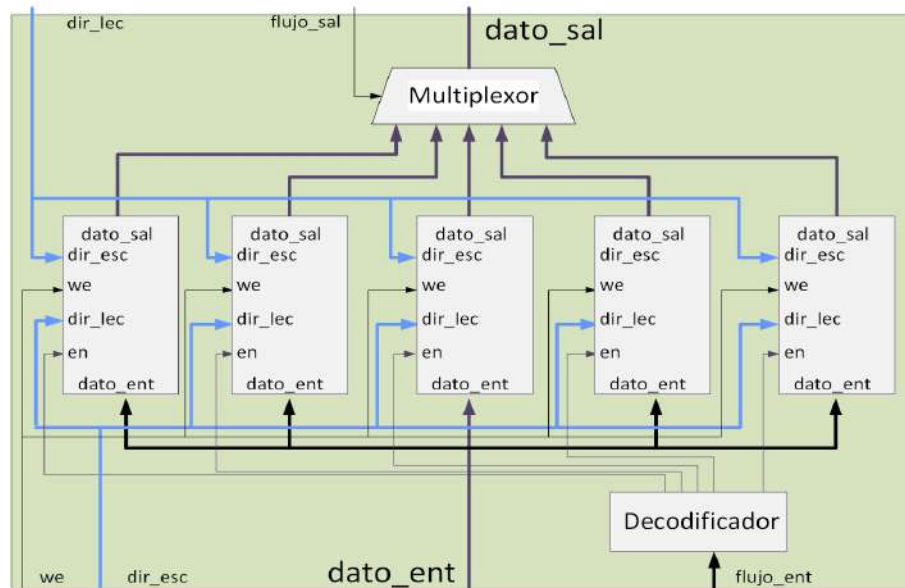 dir_lec
flujo_sal
dato_sal
Multiplexor
dato_sal
dir_esc
we
dir_lec
en
dato_ent
dato_sal
dir_esc
we
dir_lec
en
dato_ent
dato_sal
dir_esc
we
dir_lec
en
dato_ent
dato_sal
dir_esc
we
dir_lec
en
dato_ent
dato_sal
dir_esc
we
dir_lec
en
dato_ent
Decodificador
we
dir_esc
dato_ent
flujo_ent